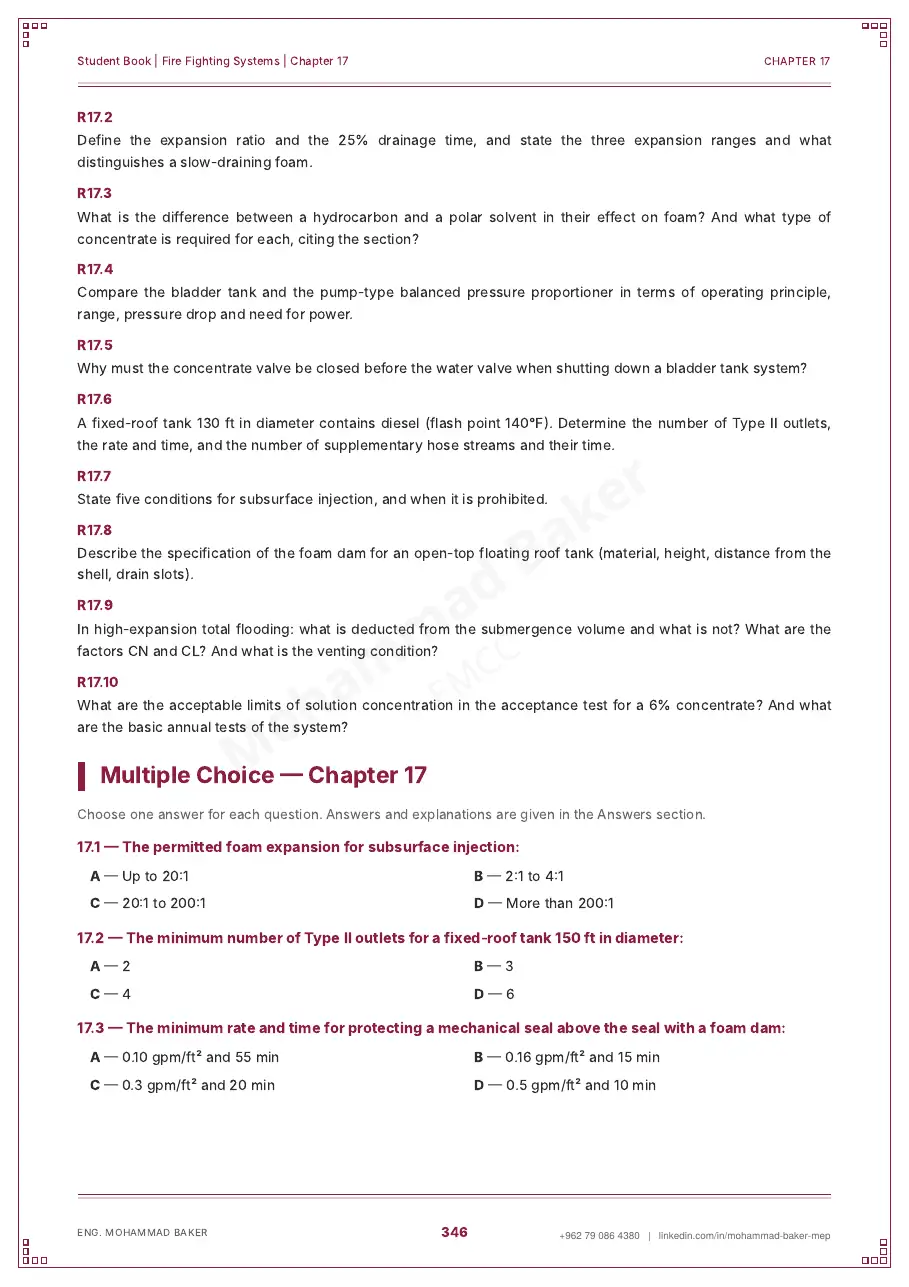 Student Book | Fire Fighting Systems | Chapter 17
CHAPTER 17
R17.2
Define the expansion ratio and the 25% drainage time, and state the three expansion ranges and what
distinguishes a slow-draining foam.
R17.3
What is the difference between a hydrocarbon and a polar solvent in their effect on foam? And what type of
concentrate is required for each, citing the section?
R17.4
Compare the bladder tank and the pump-type balanced pressure proportioner in terms of operating principle,
range, pressure drop and need for power.
R17.5
Why must the concentrate valve be closed before the water valve when shutting down a bladder tank system?
R17.6
A fixed-roof tank 130 ft in diameter contains diesel (flash point 140°F). Determine the number of Type II outlets,
the rate and time, and the number of supplementary hose streams and their time.
R17.7
State five conditions for subsurface injection, and when it is prohibited.
R17.8
Describe the specification of the foam dam for an open-top floating roof tank (material, height, distance from the
shell, drain slots).
R17.9
In high-expansion total flooding: what is deducted from the submergence volume and what is not? What are the
factors CN and CL? And what is the venting condition?
R17.10
What are the acceptable limits of solution concentration in the acceptance test for a 6% concentrate? And what
are the basic annual tests of the system?
Mohammad Baker
EMCC
Multiple Choice — Chapter 17
Choose one answer for each question. Answers and explanations are given in the Answers section.
17.1 — The permitted foam expansion for subsurface injection:
A — Up to 20:1
B — 2:1 to 4:1
C — 20:1 to 200:1
D — More than 200:1
17.2 — The minimum number of Type II outlets for a fixed-roof tank 150 ft in diameter:
A — 2
B — 3
C — 4
D — 6
17.3 — The minimum rate and time for protecting a mechanical seal above the seal with a foam dam:
A — 0.10 gpm/ft² and 55 min
B — 0.16 gpm/ft² and 15 min
C — 0.3 gpm/ft² and 20 min
D — 0.5 gpm/ft² and 10 min
ENG. MOHAMMAD BAKER
346
+962 79 086 4380 | linkedin.com/in/mohammad-baker-mep